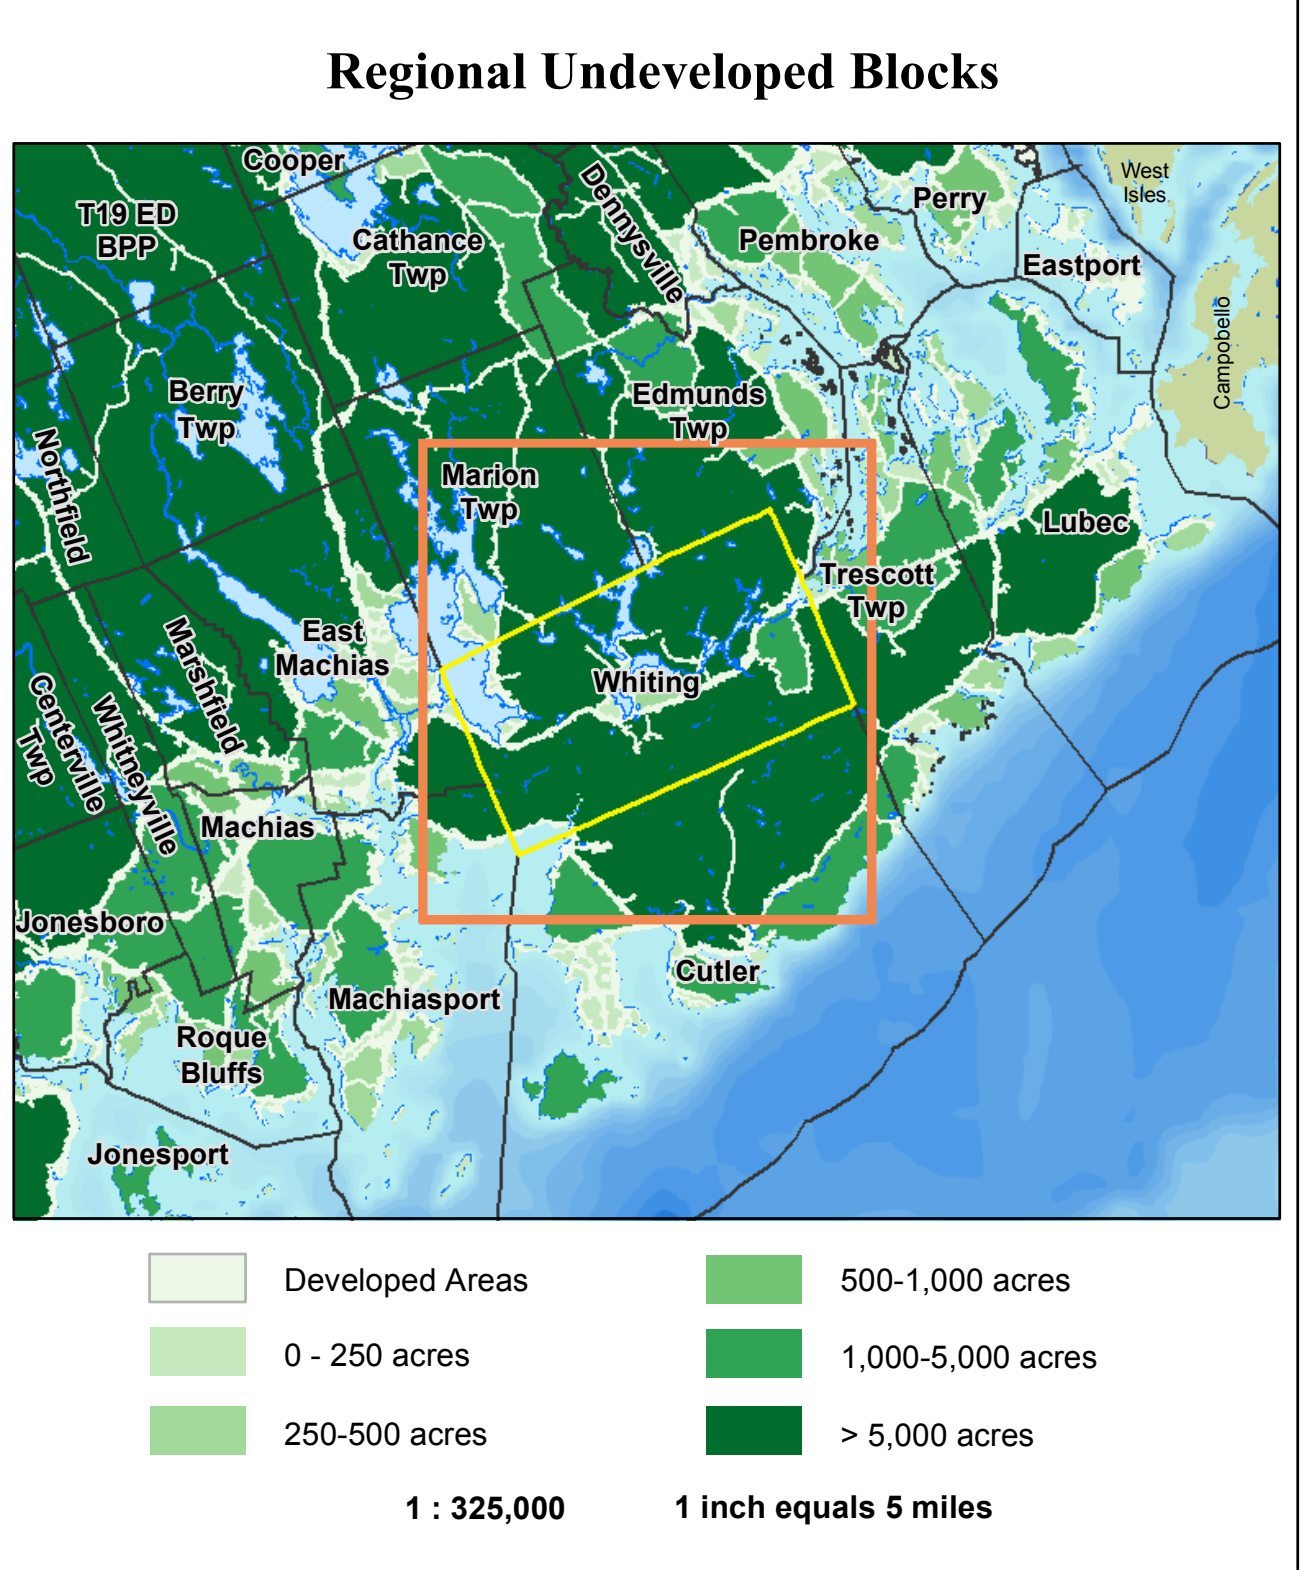 Regional Undeveloped Blocks
Cooper
West
Isles
T19 ED
BPP
Dennysville
Perry
Cathance
Twp
Pembroke
Eastport
Campobello
Berry
Twp
Edmunds
Twp
Northfield
Marion
Twp
Lubec
Trescott
Twp
East
Machias
Marshfield
Whiting
Centerville
Twp
Whitneyville
Machias
Jonesboro
Cutler
Machiasport
Roque
Bluffs
Jonesport
Developed Areas
0 - 250 acres
250-500 acres
500-1,000 acres
1,000-5,000 acres
> 5,000 acres
1 : 325,000
1 inch equals 5 miles